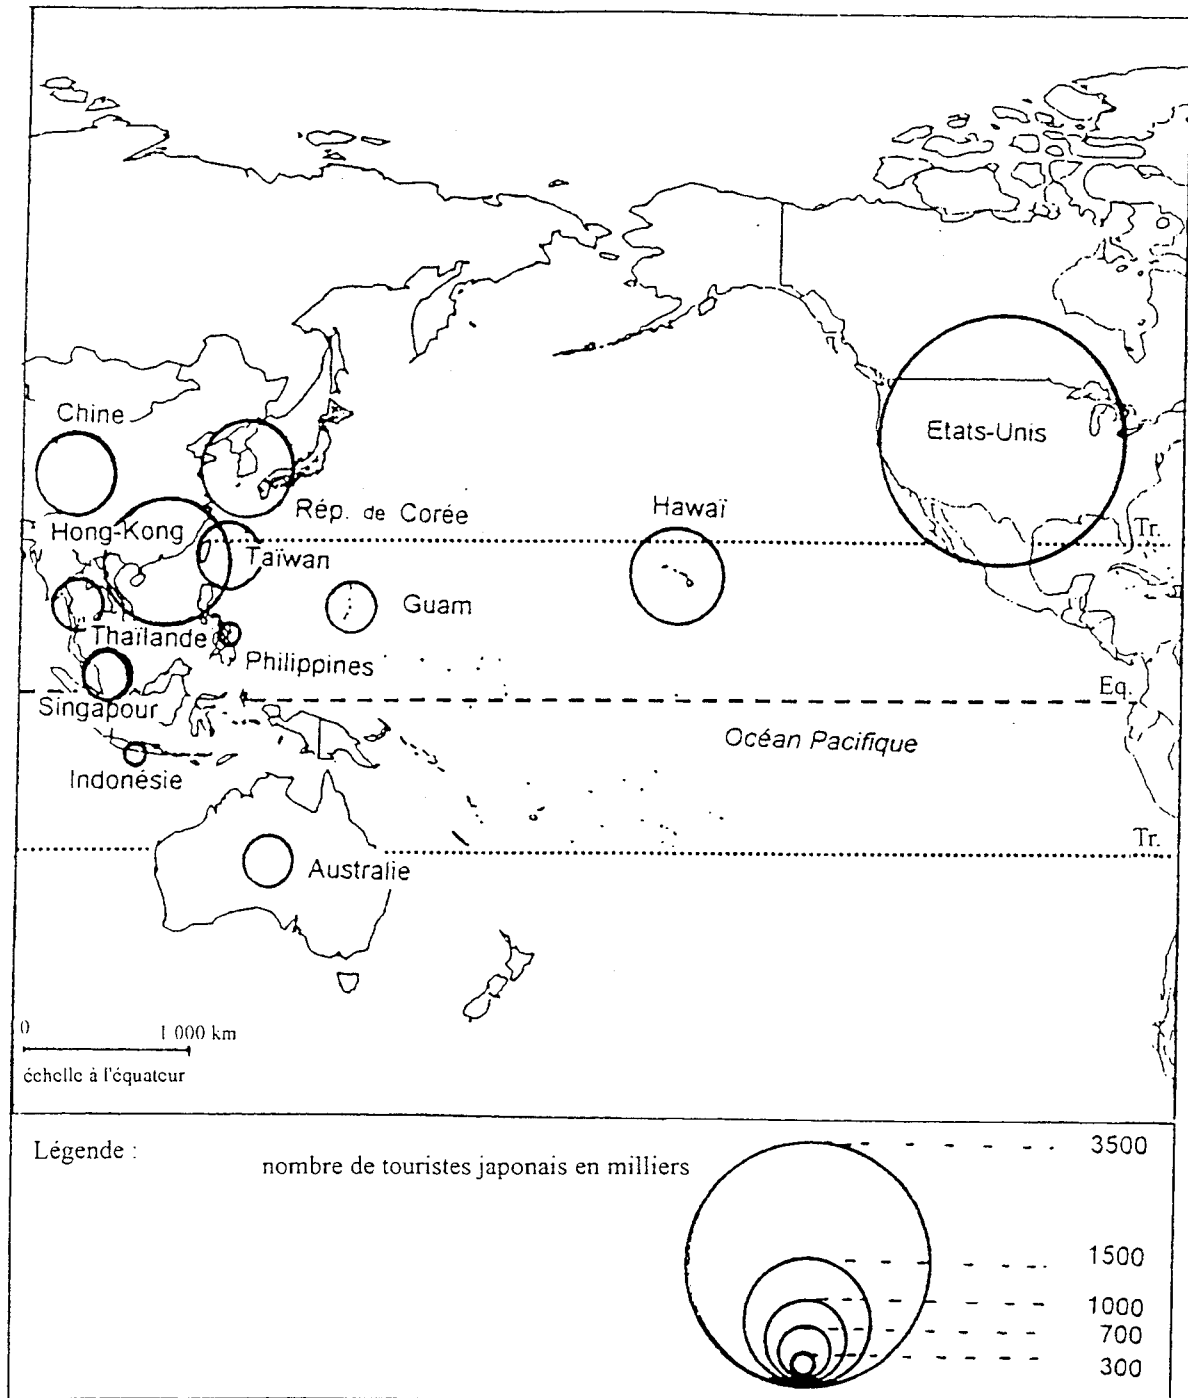 Chine
Etats-Unis
Rép. de Corée
Hawaï
Hong-Kong
Tr.
Taïwan
Guam
Thaïlande
Philippines
Eq.
Singapour
Océan Pacifique
Indonésie
Tr.
Australie
0 1 000 km
échelle à l'équateur
Légende :
nombre de touristes japonais en milliers
3500
1500
1000
700
300